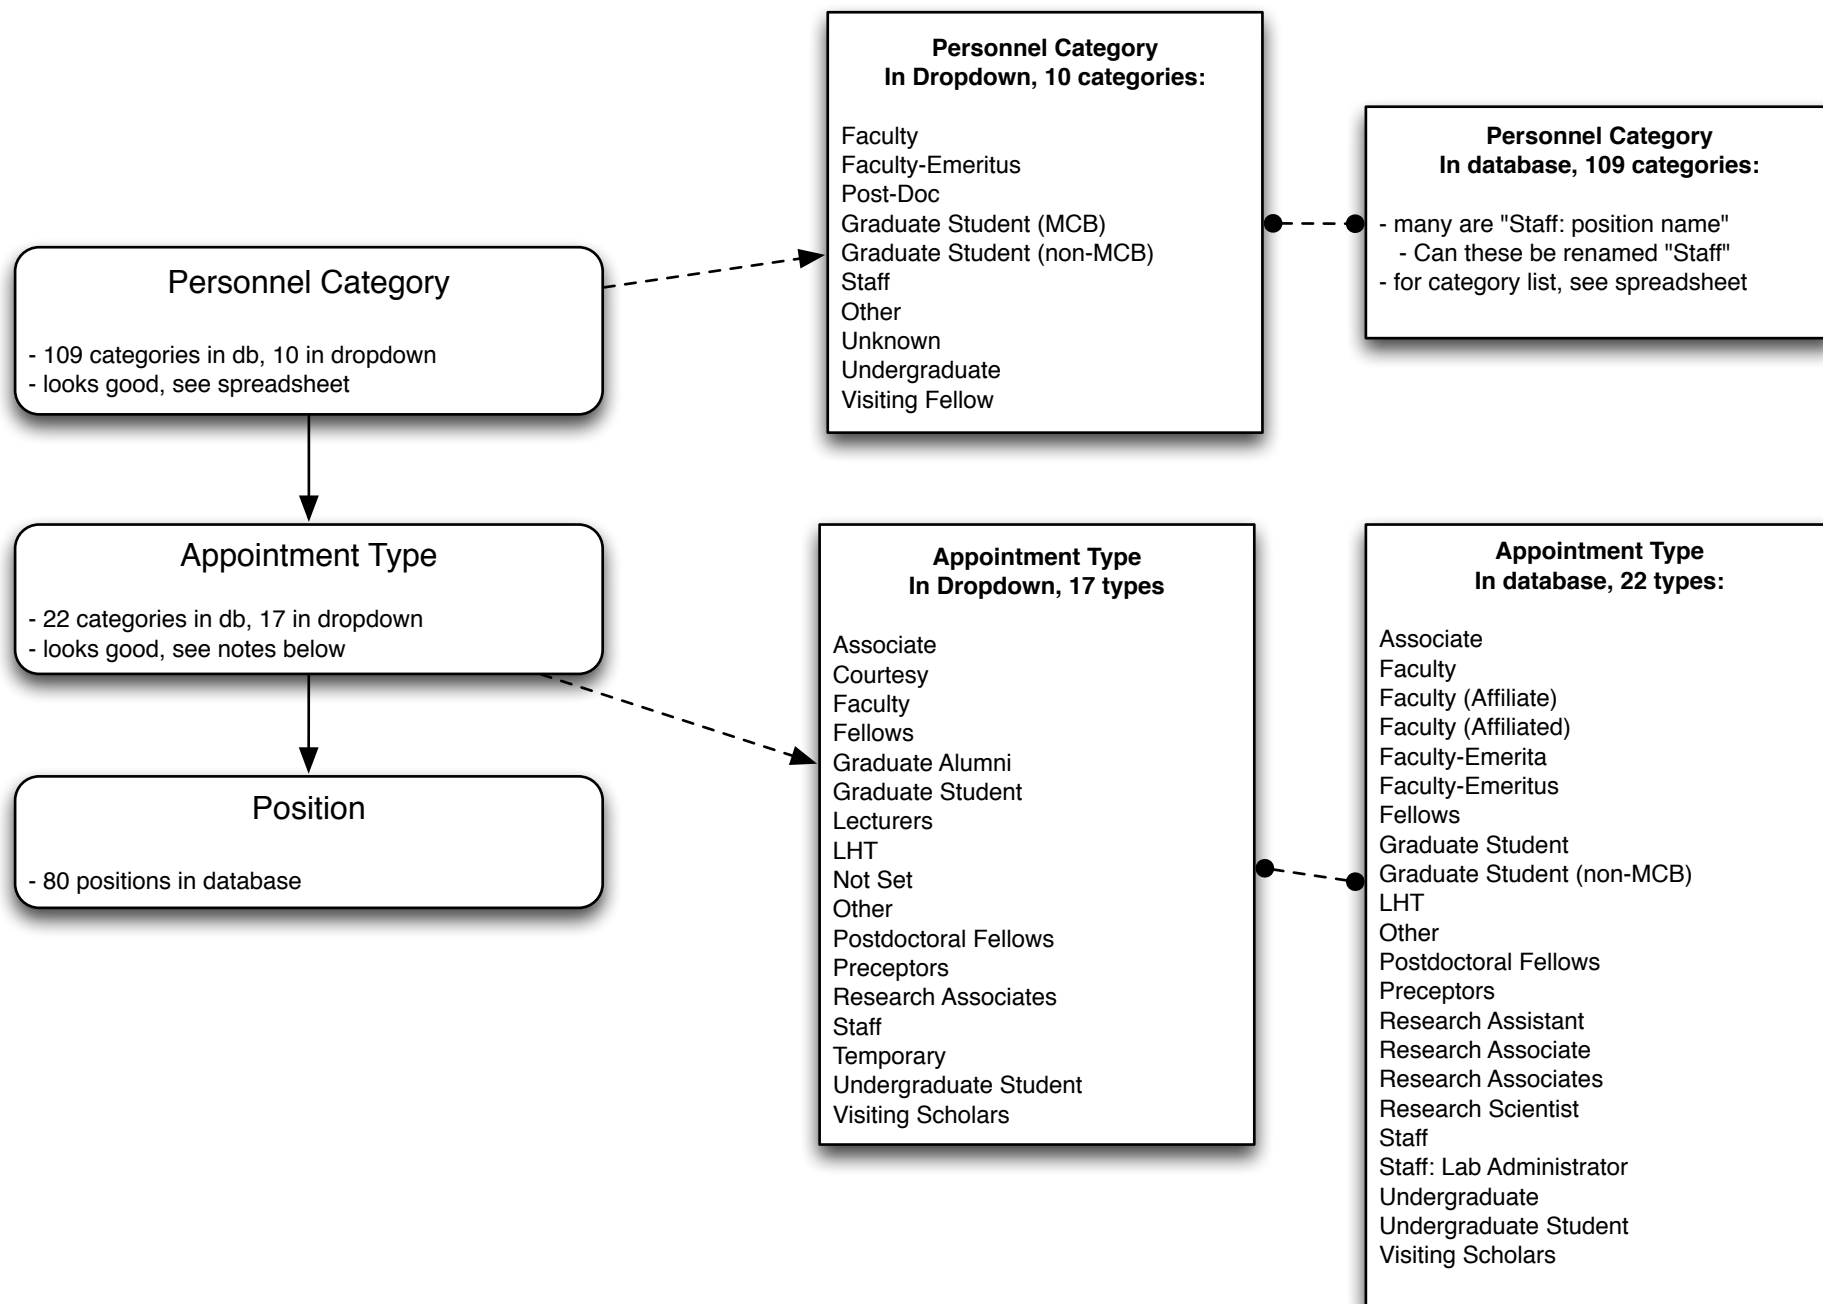 Personnel Category
- 109 categories in db, 10 in dropdown
- looks good, see spreadsheet
Appointment Type
- 22 categories in db, 17 in dropdown
- looks good, see notes below
Position
- 80 positions in database
Personnel Category
In Dropdown, 10 categories:
Faculty
Faculty-Emeritus
Post-Doc
Graduate Student (MCB)
Graduate Student (non-MCB)
Staff
Other
Unknown
Undergraduate
Visiting Fellow
Personnel Category
In database, 109 categories:
- many are "Staff: position name"
- Can these be renamed "Staff"
- for category list, see spreadsheet
Appointment Type
In Dropdown, 17 types
Associate
Courtesy
Faculty
Fellows
Graduate Alumni
Graduate Student
Lecturers
LHT
Not Set
Other
Postdoctoral Fellows
Preceptors
Research Associates
Staff
Temporary
Undergraduate Student
Visiting Scholars
Appointment Type
In database, 22 types:
Associate
Faculty
Faculty (Affiliate)
Faculty (Affiliated)
Faculty-Emerita
Faculty-Emeritus
Fellows
Graduate Student
Graduate Student (non-MCB)
LHT
Other
Postdoctoral Fellows
Preceptors
Research Assistant
Research Associate
Research Associates
Research Scientist
Staff
Staff: Lab Administrator
Undergraduate
Undergraduate Student
Visiting Scholars